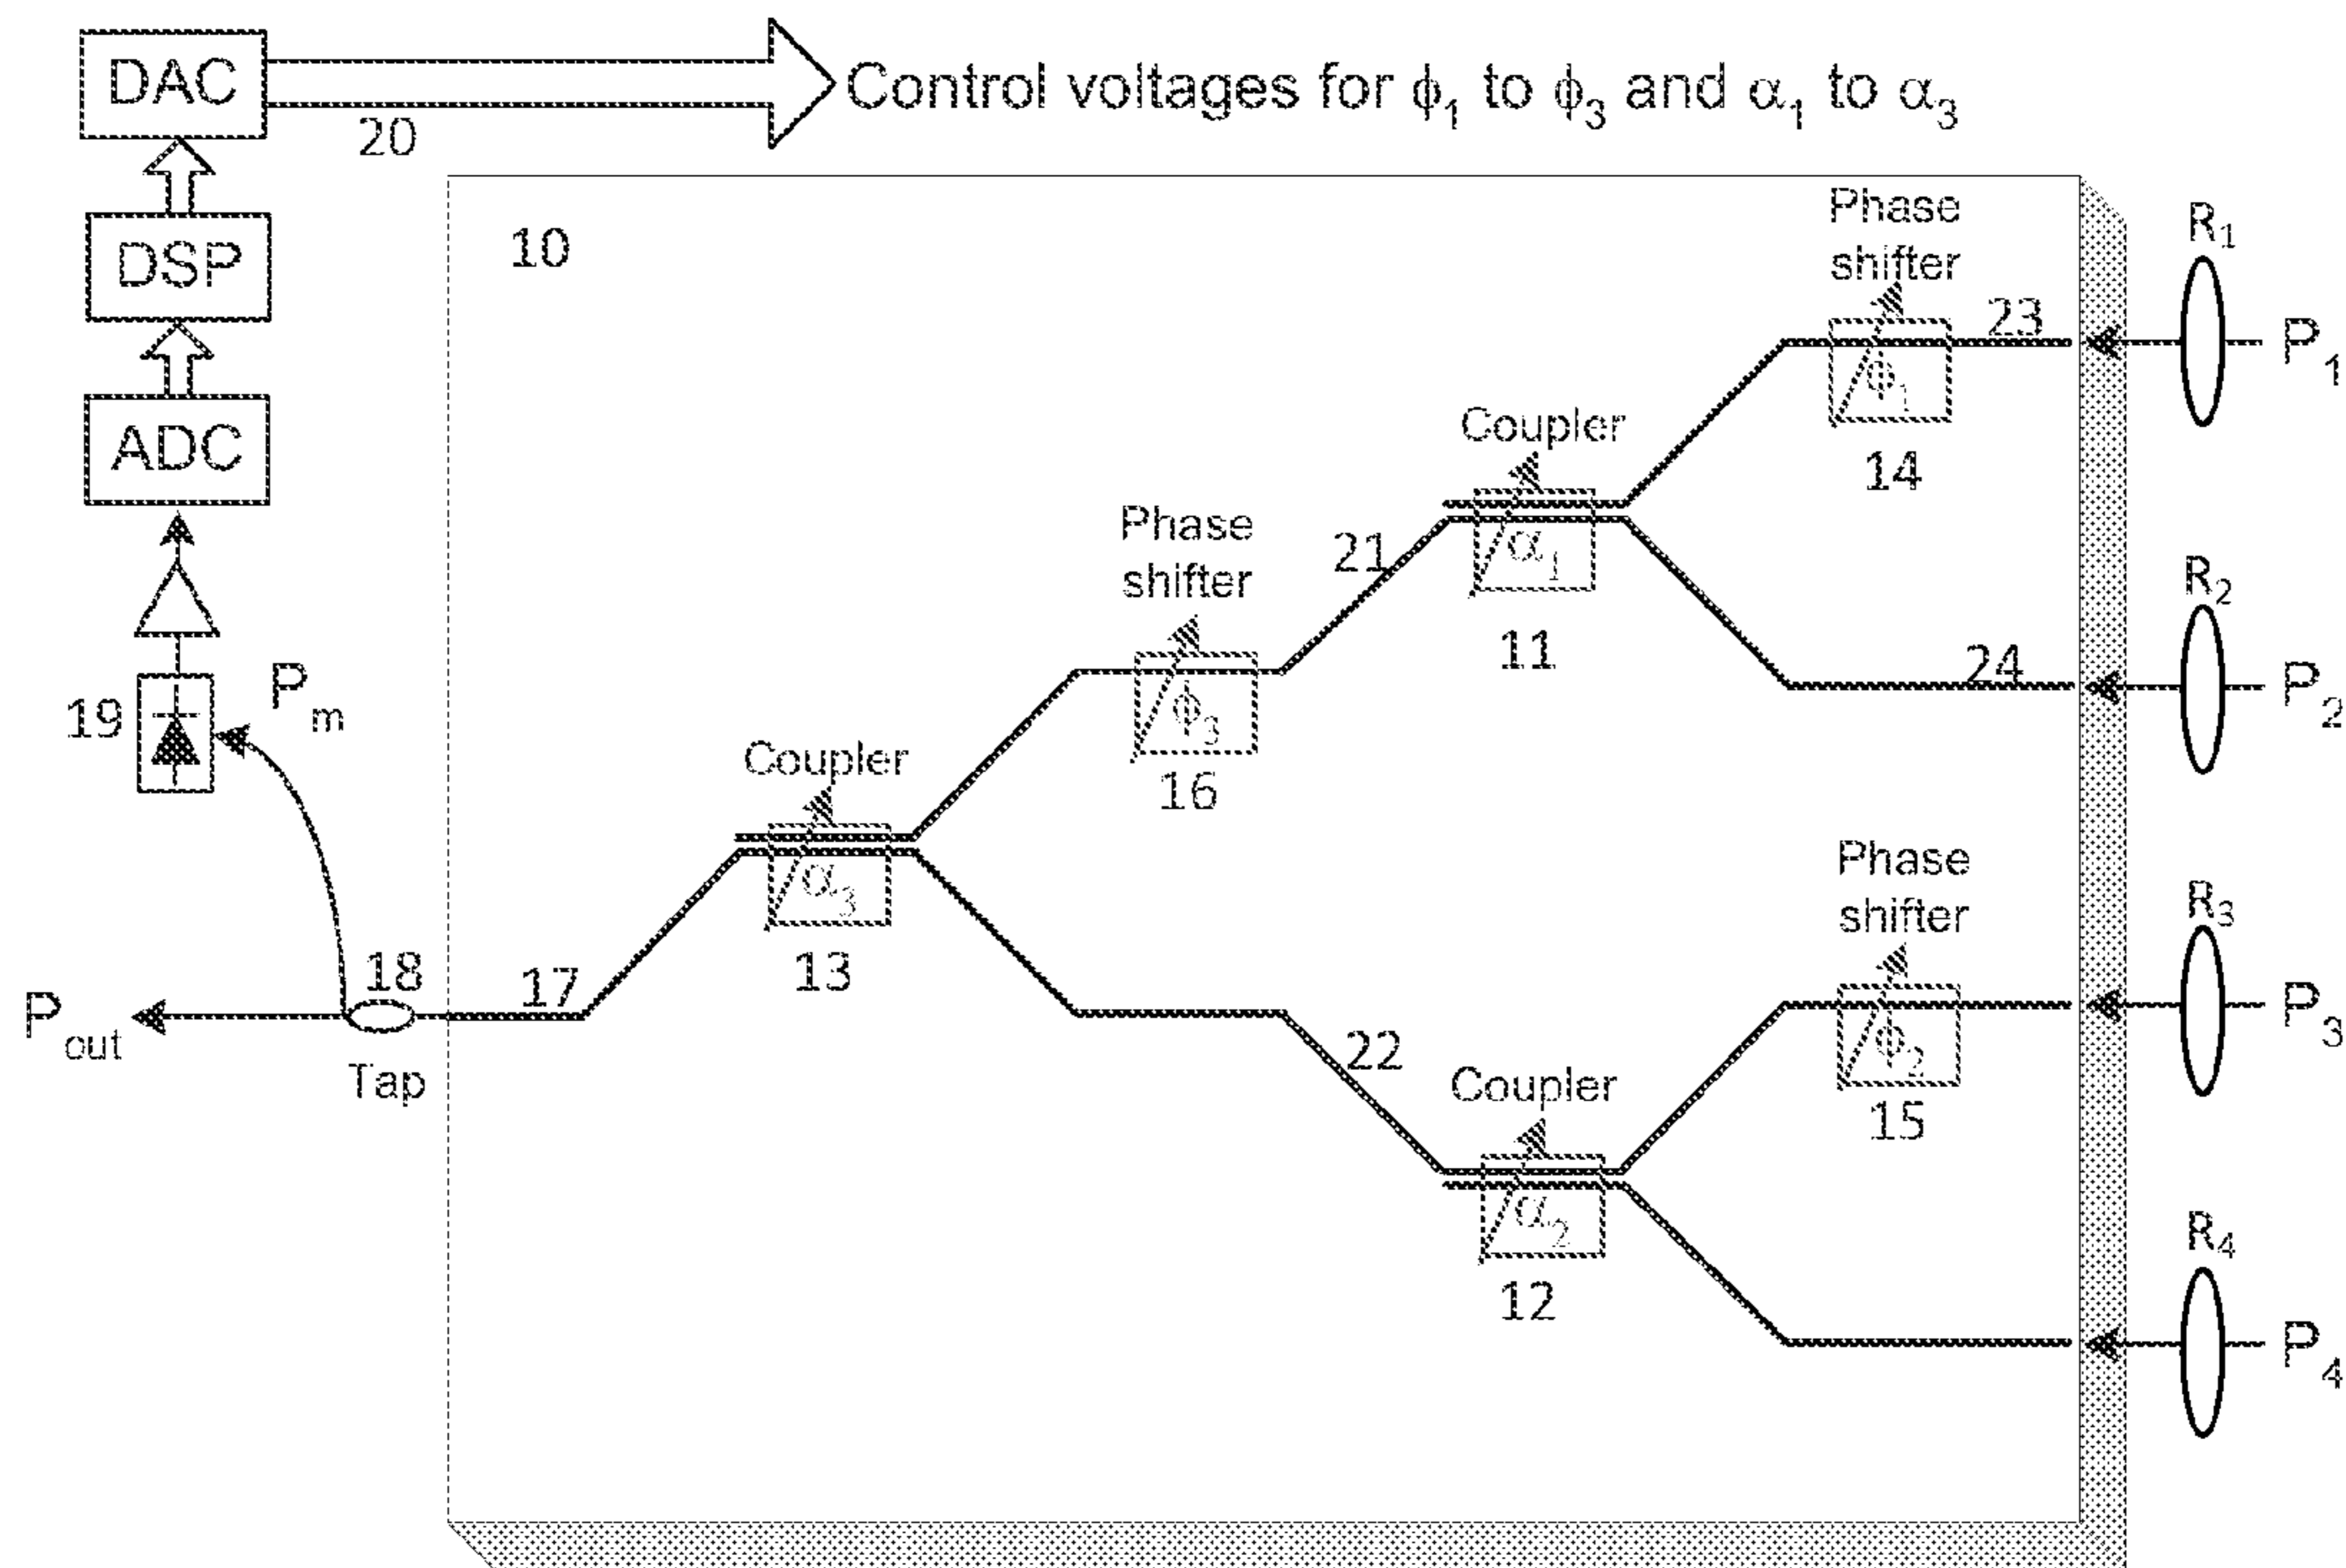 DAC
Control voltages for ϕ1 to ϕ3 and α1 to α3
20
DSP
10
Phase
shifter
R1
23
P1
ϕ1
14
ADC
Coupler
α1
11
21
Phase
shifter
ϕ3
16
R2
24
P2
19
Pm
Coupler
α3
13
Phase
shifter
ϕ2
15
R3
P3
18
17
Pout
Tap
22
Coupler
α2
12
R4
P4